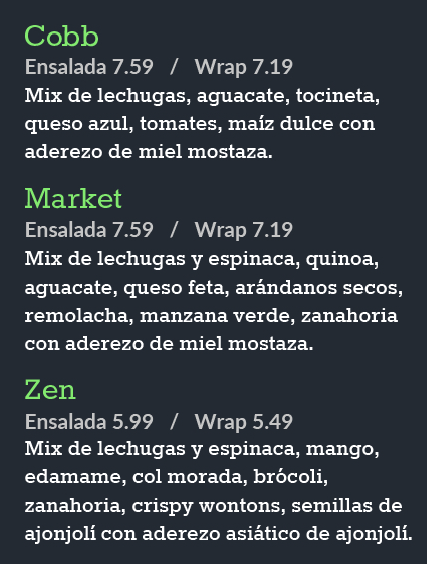 Cobb
Ensalada 7.59 / Wrap 7.19
Mix de lechugas, aguacate, tocineta,
queso azul, tomates, maíz dulce con
aderezo de miel mostaza.
Market
Ensalada 7.59 / Wrap 7.19
Mix de lechugas y espinaca, quinoa,
aguacate, queso feta, arándanos secos,
remolacha, manzana verde, zanahoria
con aderezo de miel mostaza.
Zen
Ensalada 5.99 / Wrap 5.49
Mix de lechugas y espinaca, mango,
edamame, col morada, brócoli,
zanahoria, crispy wontons, semillas de
ajonjolí con aderezo asiático de ajonjolí.